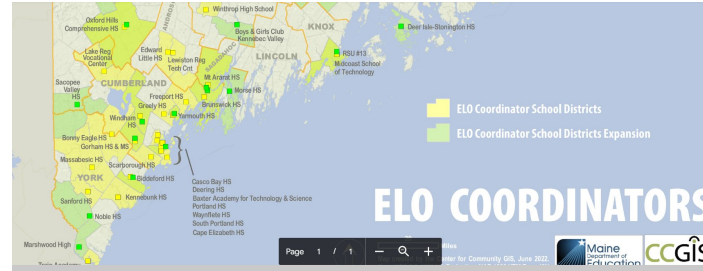 Winthrop High School
Oxford Hills
Comprehensive HS
ANDROS
KNOX
Boys & Girls Club
Kennebec Valley
Deer Isle-Stonington HS
Lake Reg
Vocational
Center
Edward
Little HS
Lewiston Reg
Tech Cnt
SAGADAHOC
LINCOLN
RSU #13
Midcoast School
of Technology
Mt Ararat HS
Sacopee
Valley
HS
CUMBERLAND
Morse HS
Freeport HS
Brunswick HS
Greely HS
Yarmouth HS
Windham
HS
ELO Coordinator School Districts
ELO Coordinator School Districts Expansion
Bonny Eagle HS
Gorham HS & MS
Massabesic HS
Scarborough HS
YORK
Biddeford HS
Casco Bay HS
Deering HS
Baxter Academy for Technology & Science
Portland HS
Waynflete HS
South Portland HS
Cape Elizabeth HS
Sanford HS
Kennebunk HS
Noble HS
ELO COORDINATORS
Marshwood High
Page 1 / 1
Miles
Center for Community GIS, June 2022.
Maine
Department of
Education
CCGIS